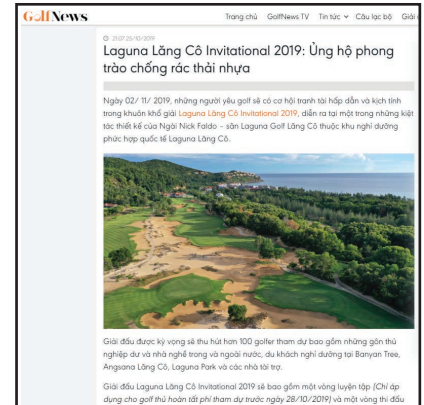 GolfNews
Trang chủ GolfNews TV Tin tức Câu lạc bộ Giải
21:07 25/10/2019
Laguna Lăng Cô Invitational 2019: Ủng hộ phong
trào chống rác thải nhựa
Ngày 02/ 11/ 2019, những người yêu golf sẽ có cơ hội tranh tài hấp dẫn và kịch tính
trong khuôn khổ giải Laguna Lăng Cô Invitational 2019, diễn ra tại một trong những kiệt
tác thiết kế của Ngài Nick Faldo – sân Laguna Golf Lăng Cô thuộc khu nghỉ dưỡng
phức hợp quốc tế Laguna Lăng Cô.
Giải đấu được kỳ vọng sẽ thu hút hơn 100 golfer tham dự bao gồm những gôn thủ
nghiệp dư và nhà nghề trong và ngoài nước, du khách nghỉ dưỡng tại Banyan Tree,
Angsana Lăng Cô, Laguna Park và các nhà tài trợ.
Giải đấu Laguna Lăng Cô Invitational 2019 sẽ bao gồm một vòng luyện tập (Chỉ áp
dụng cho golf thủ hoàn tất phí tham dự trước ngày 28/10/2019) và một vòng thi đấu